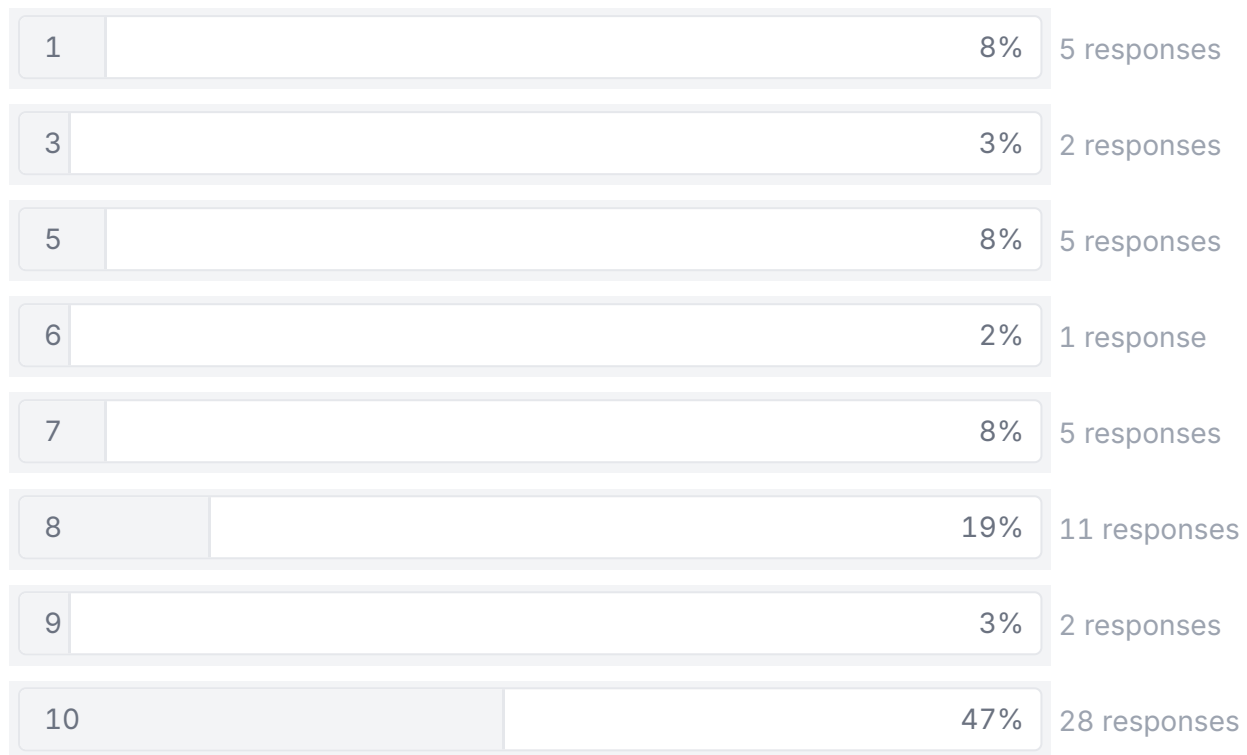 1 8% 5 responses
3 3% 2 responses
5 8% 5 responses
6 2% 1 response
7 8% 5 responses
8 19% 11 responses
9 3% 2 responses
10 47% 28 responses